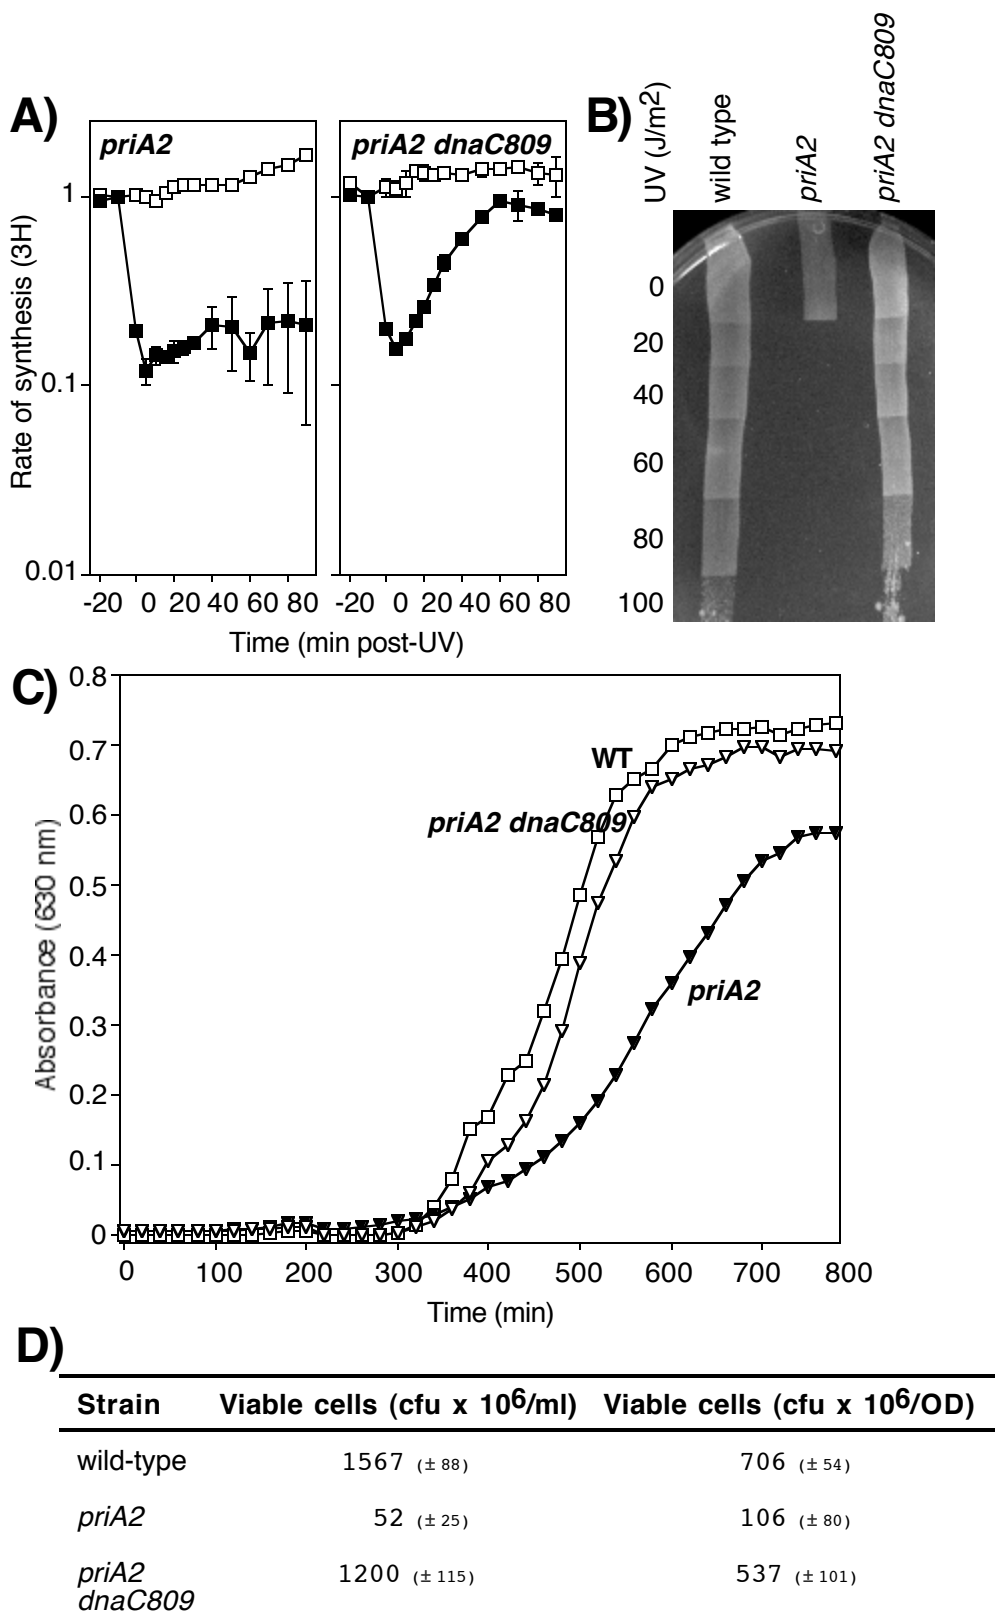 A)
priA2
priA2 dnaC809
Rate of synthesis (3H)
1
0.1
0.01
-20 0 20 40 60 80
-20 0 20 40 60 80
Time (min post-UV)
B)
UV (J/m2)
wild type
priA2
priA2 dnaC809
0
20
40
60
80
100
C)
Absorbance (630 nm)
0.8
0.7
0.6
0.5
0.4
0.3
0.2
0.1
0
WT
priA2 dnaC809
priA2
0 100 200 300 400 500 600 700 800
Time (min)
D)
Strain Viable cells (cfu x 10^6/ml) Viable cells (cfu x 10^6/OD)
wild-type 1567 (± 88) 706 (± 54)
priA2 52 (± 25) 106 (± 80)
priA2 1200 (± 115) 537 (± 101)
dnaC809